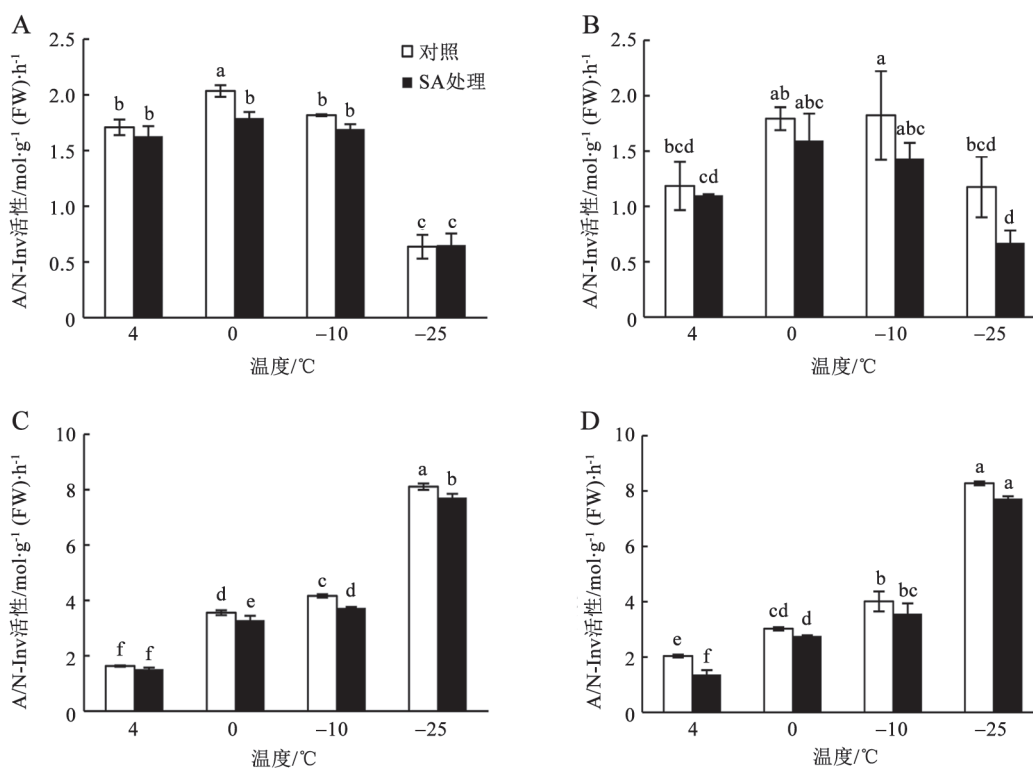 A
A/N-Inv活性/mol·g⁻¹ (FW)·h⁻¹
2.5
2.0
1.5
1.0
0.5
0
对照
SA处理
b b a b b b c c
4 0 −10 −25
温度/℃
B
A/N-Inv活性/mol·g⁻¹ (FW)·h⁻¹
2.5
2.0
1.5
1.0
0.5
0
bcd cd ab abc a abc bcd d
4 0 −10 −25
温度/℃
C
A/N-Inv活性/mol·g⁻¹ (FW)·h⁻¹
10
8
6
4
2
0
f f d e c d a b
4 0 −10 −25
温度/℃
D
A/N-Inv活性/mol·g⁻¹ (FW)·h⁻¹
10
8
6
4
2
0
e f cd d b bc a a
4 0 −10 −25
温度/℃